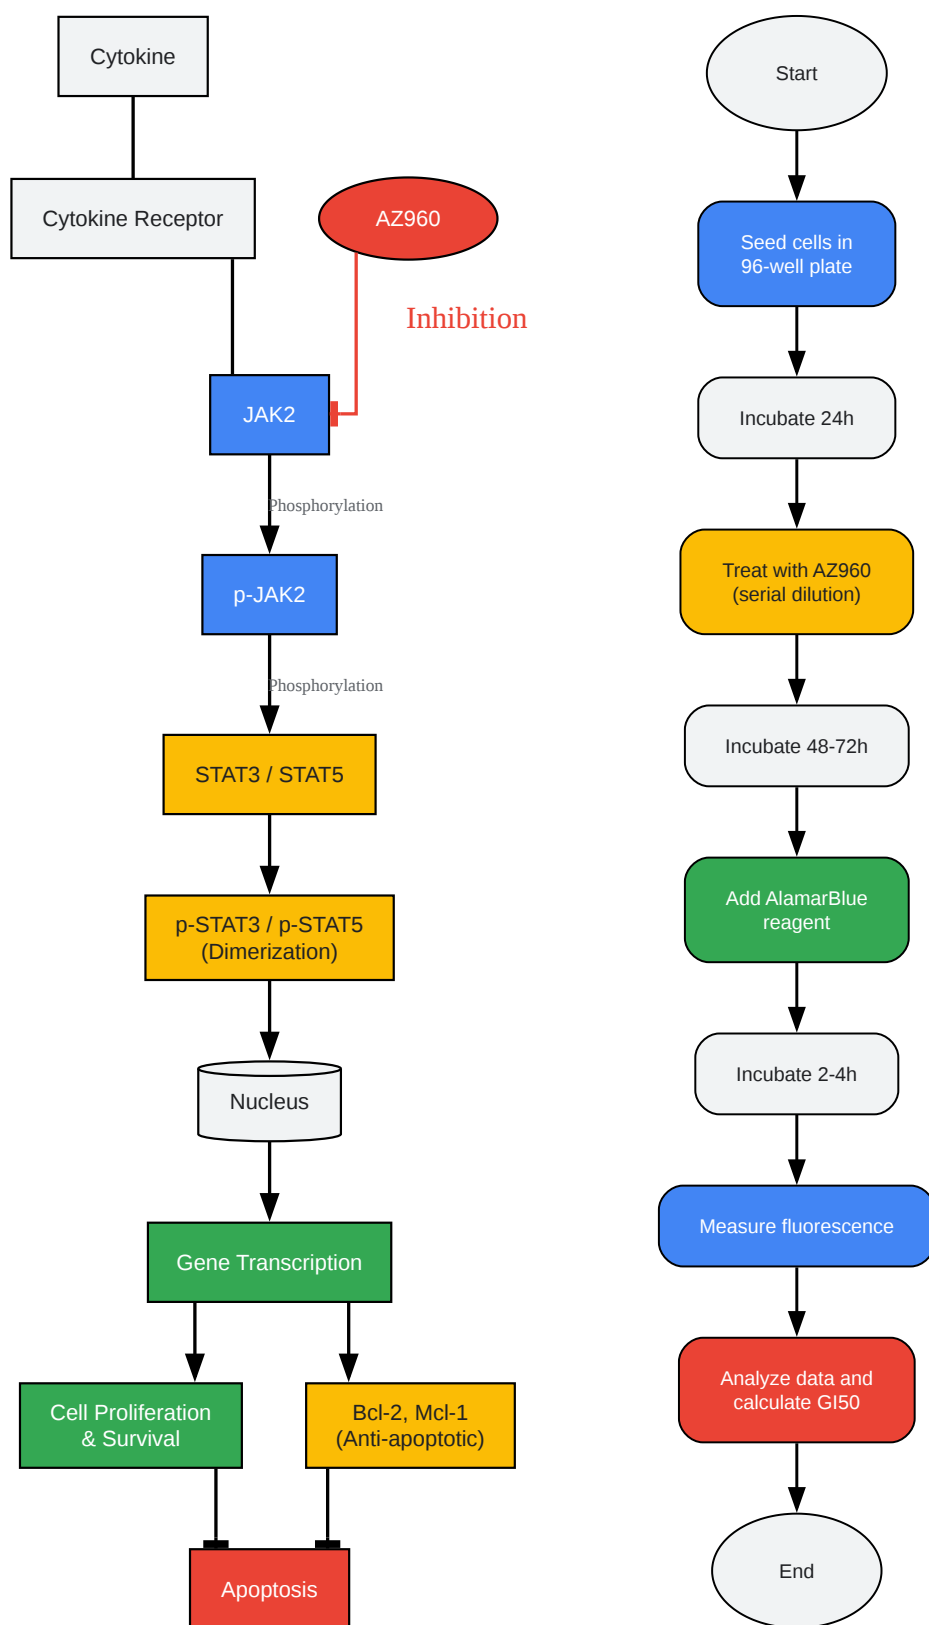 Cytokine
Cytokine Receptor
AZ960
Inhibition
JAK2
Phosphorylation
p-JAK2
Phosphorylation
STAT3 / STAT5
p-STAT3 / p-STAT5
(Dimerization)
Nucleus
Gene Transcription
Cell Proliferation
& Survival
Bcl-2, Mcl-1
(Anti-apoptotic)
Apoptosis
Start
Seed cells in
96-well plate
Incubate 24h
Treat with AZ960
(serial dilution)
Incubate 48-72h
Add AlamarBlue
reagent
Incubate 2-4h
Measure fluorescence
Analyze data and
calculate GI50
End